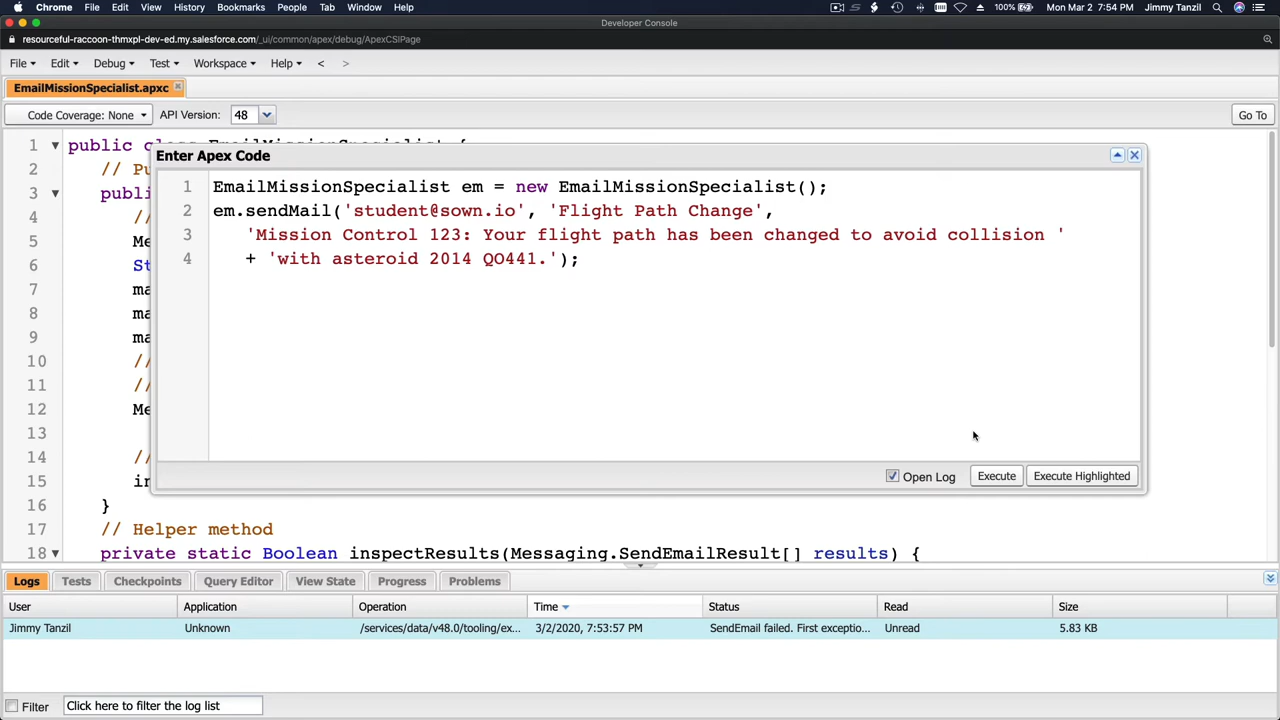 Chrome File Edit View History Bookmarks People Tab Window Help 100% Mon Mar 2 7:54 PM Jimmy Tanzil
Developer Console
resourceful-raccoon-thmxpl-dev-ed.my.salesforce.com/_ui/common/apex/debug/ApexCSIPage
File Edit Debug Test Workspace Help < >
EmailMissionSpecialist.apxc
Code Coverage: None API Version: 48 Go To
1 public class EmailMissionSpecialist {
Enter Apex Code
2 // Pu
3 publi
4 //
5 Me
6 St
7 ma
8 ma
9 ma
10 //
11 //
12 Me
13
14 //
15 in
1 EmailMissionSpecialist em = new EmailMissionSpecialist();
2 em.sendMail('student@sown.io', 'Flight Path Change',
3 'Mission Control 123: Your flight path has been changed to avoid collision '
4 + 'with asteroid 2014 QO441.');
Open Log Execute Execute Highlighted
16 }
17 // Helper method
18 private static Boolean inspectResults(Messaging.SendEmailResult[] results) {
Logs Tests Checkpoints Query Editor View State Progress Problems
User Application Operation Time Status Read Size
Jimmy Tanzil Unknown /services/data/v48.0/tooling/ex... 3/2/2020, 7:53:57 PM SendEmail failed. First exceptio... Unread 5.83 KB
Filter Click here to filter the log list